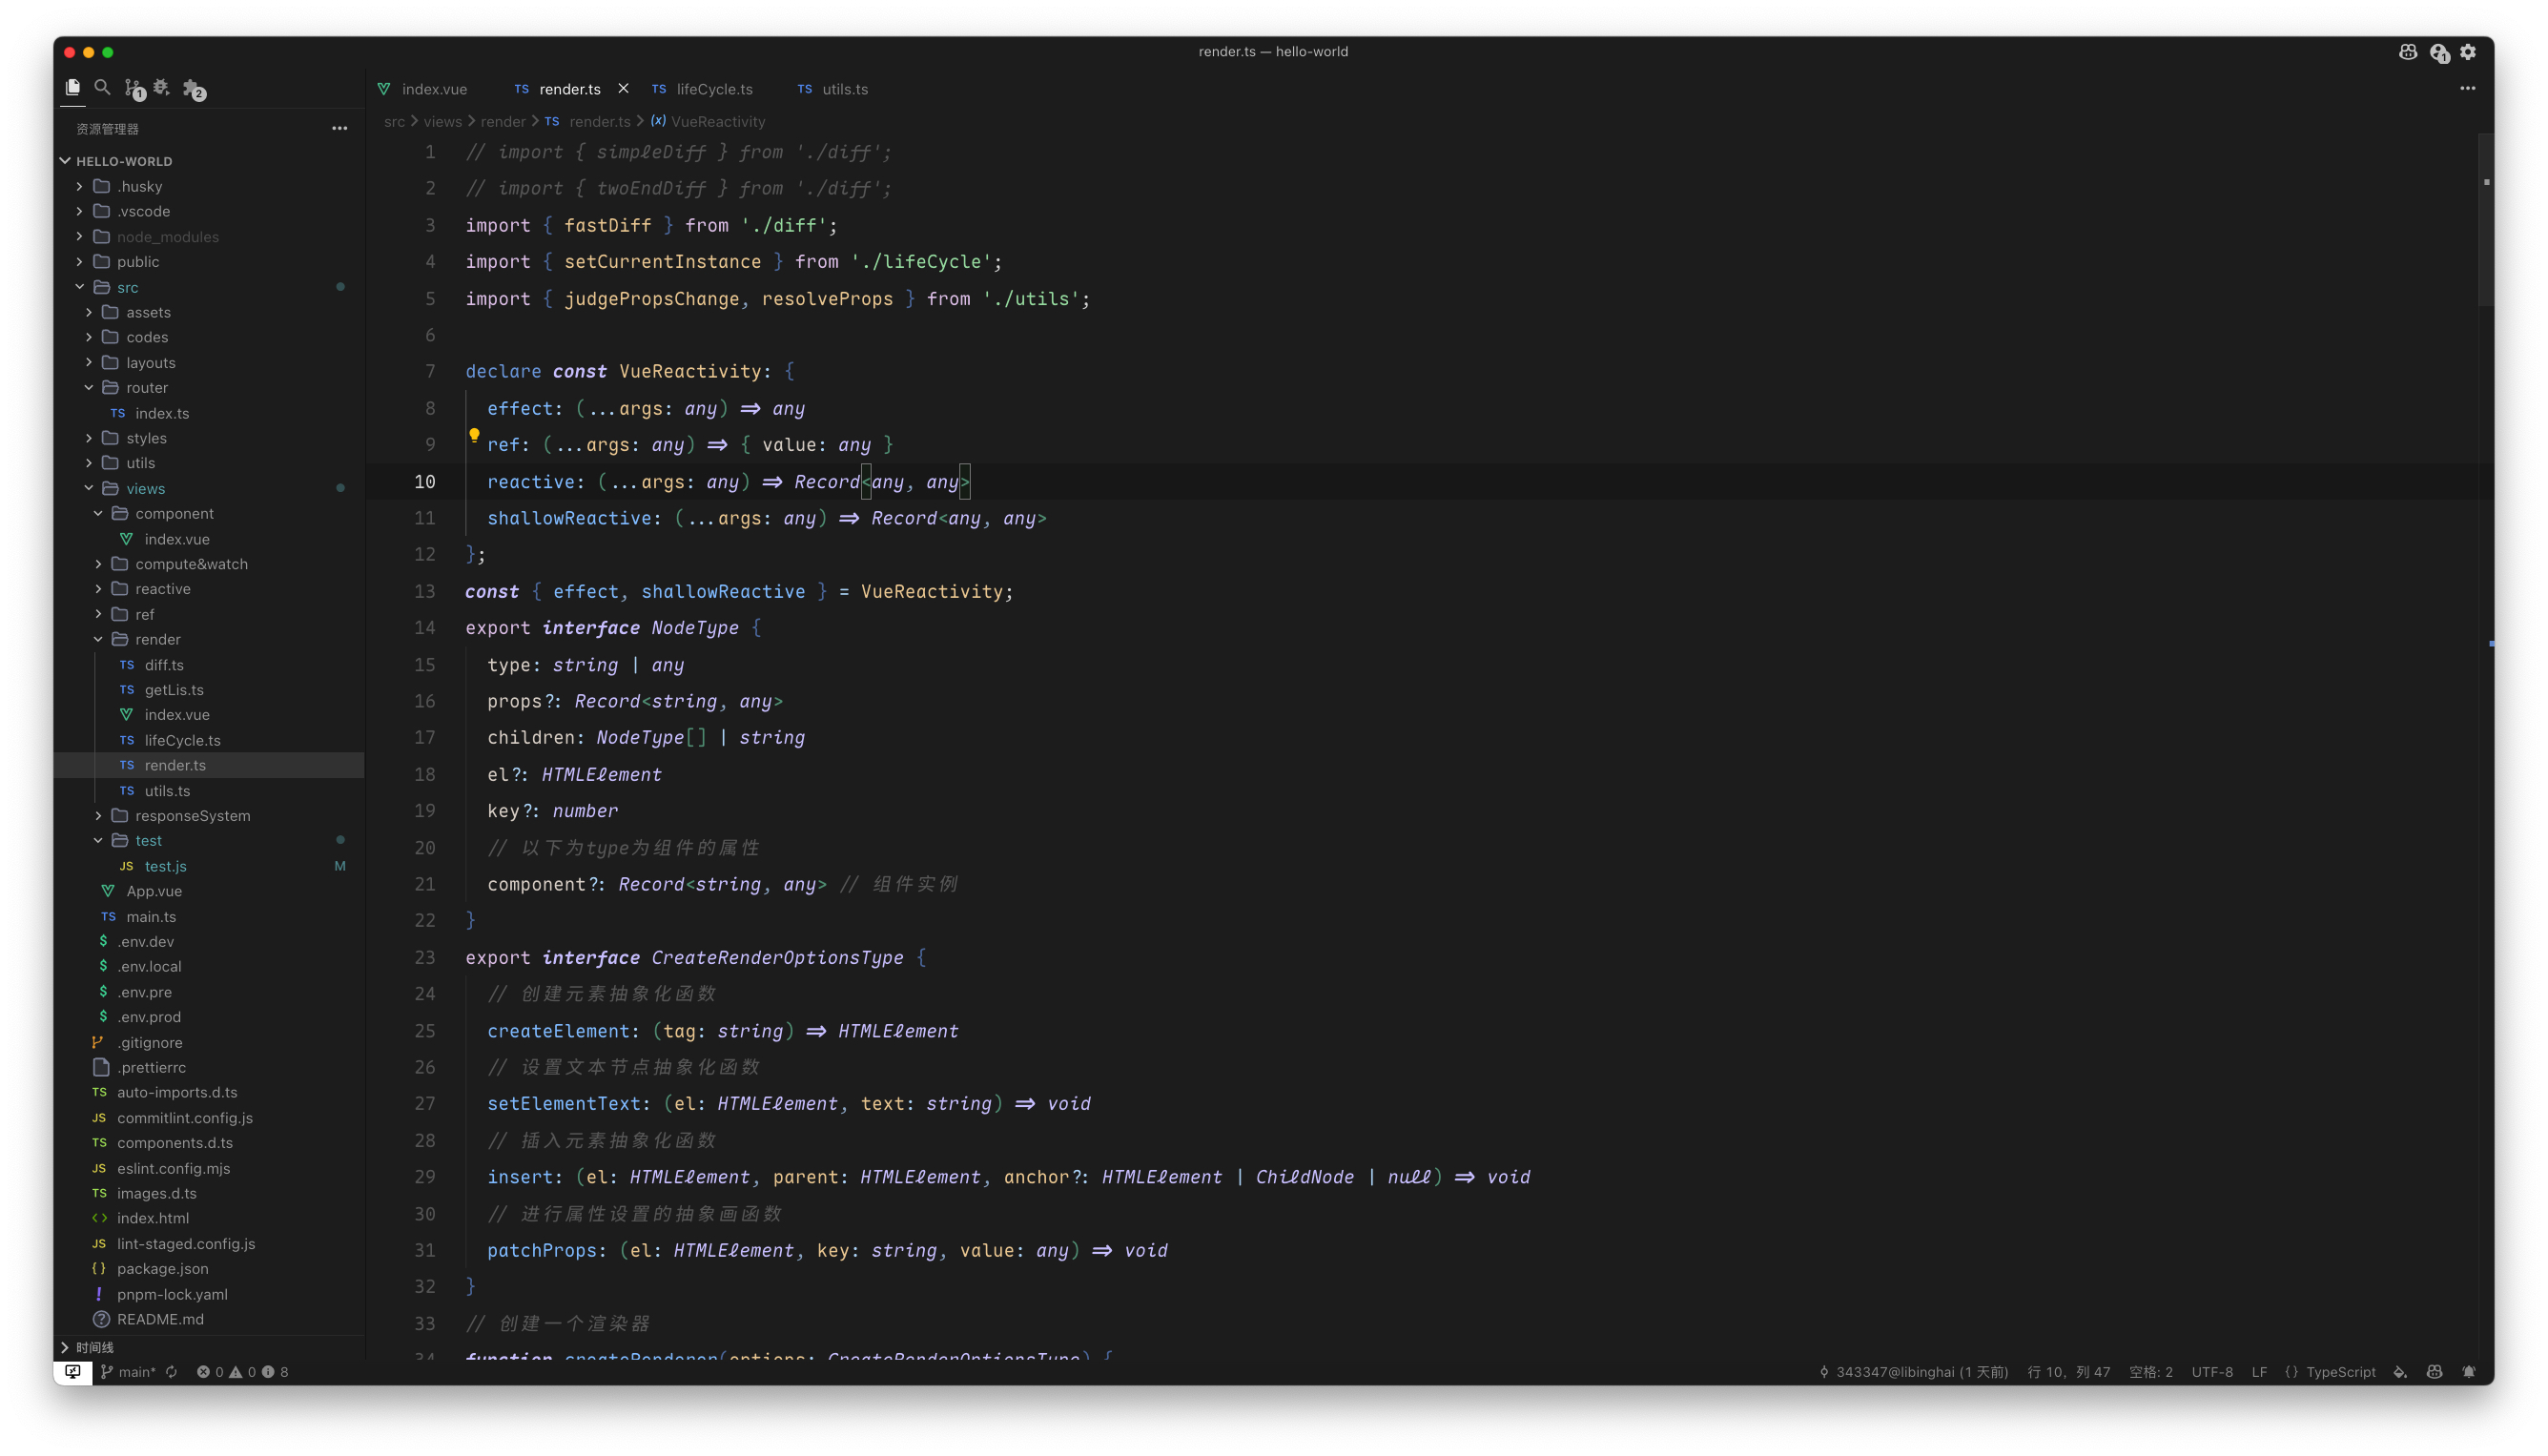 render.ts — hello-world
1
1
2
资源管理器
HELLO-WORLD
.husky
.vscode
node_modules
public
src
assets
codes
layouts
router
TS index.ts
styles
utils
views
component
index.vue
compute&watch
reactive
ref
render
TS diff.ts
TS getLis.ts
index.vue
TS lifeCycle.ts
TS render.ts
TS utils.ts
responseSystem
test
JS test.js M
App.vue
TS main.ts
$ .env.dev
$ .env.local
$ .env.pre
$ .env.prod
.gitignore
.prettierrc
TS auto-imports.d.ts
JS commitlint.config.js
TS components.d.ts
JS eslint.config.mjs
TS images.d.ts
<> index.html
JS lint-staged.config.js
{} package.json
! pnpm-lock.yaml
? README.md
时间线
index.vue TS render.ts × TS lifeCycle.ts TS utils.ts
src > views > render > TS render.ts > (x) VueReactivity
1 // import { simpleDiff } from './diff';
2 // import { twoEndDiff } from './diff';
3 import { fastDiff } from './diff';
4 import { setCurrentInstance } from './lifeCycle';
5 import { judgePropsChange, resolveProps } from './utils';
6
7 declare const VueReactivity: {
8 effect: (...args: any) => any
9 ref: (...args: any) => { value: any }
10 reactive: (...args: any) => Record<any, any>
11 shallowReactive: (...args: any) => Record<any, any>
12 };
13 const { effect, shallowReactive } = VueReactivity;
14 export interface NodeType {
15 type: string | any
16 props?: Record<string, any>
17 children: NodeType[] | string
18 el?: HTMLElement
19 key?: number
20 // 以下为type为组件的属性
21 component?: Record<string, any> // 组件实例
22 }
23 export interface CreateRenderOptionsType {
24 // 创建元素抽象化函数
25 createElement: (tag: string) => HTMLElement
26 // 设置文本节点抽象化函数
27 setElementText: (el: HTMLElement, text: string) => void
28 // 插入元素抽象化函数
29 insert: (el: HTMLElement, parent: HTMLElement, anchor?: HTMLElement | ChildNode | null) => void
30 // 进行属性设置的抽象画函数
31 patchProps: (el: HTMLElement, key: string, value: any) => void
32 }
33 // 创建一个渲染器
34 function createRenderer(options: CreateRenderOptionsType) {
main* 0 0 8
343347@libinghai (1 天前) 行 10, 列 47 空格: 2 UTF-8 LF {} TypeScript